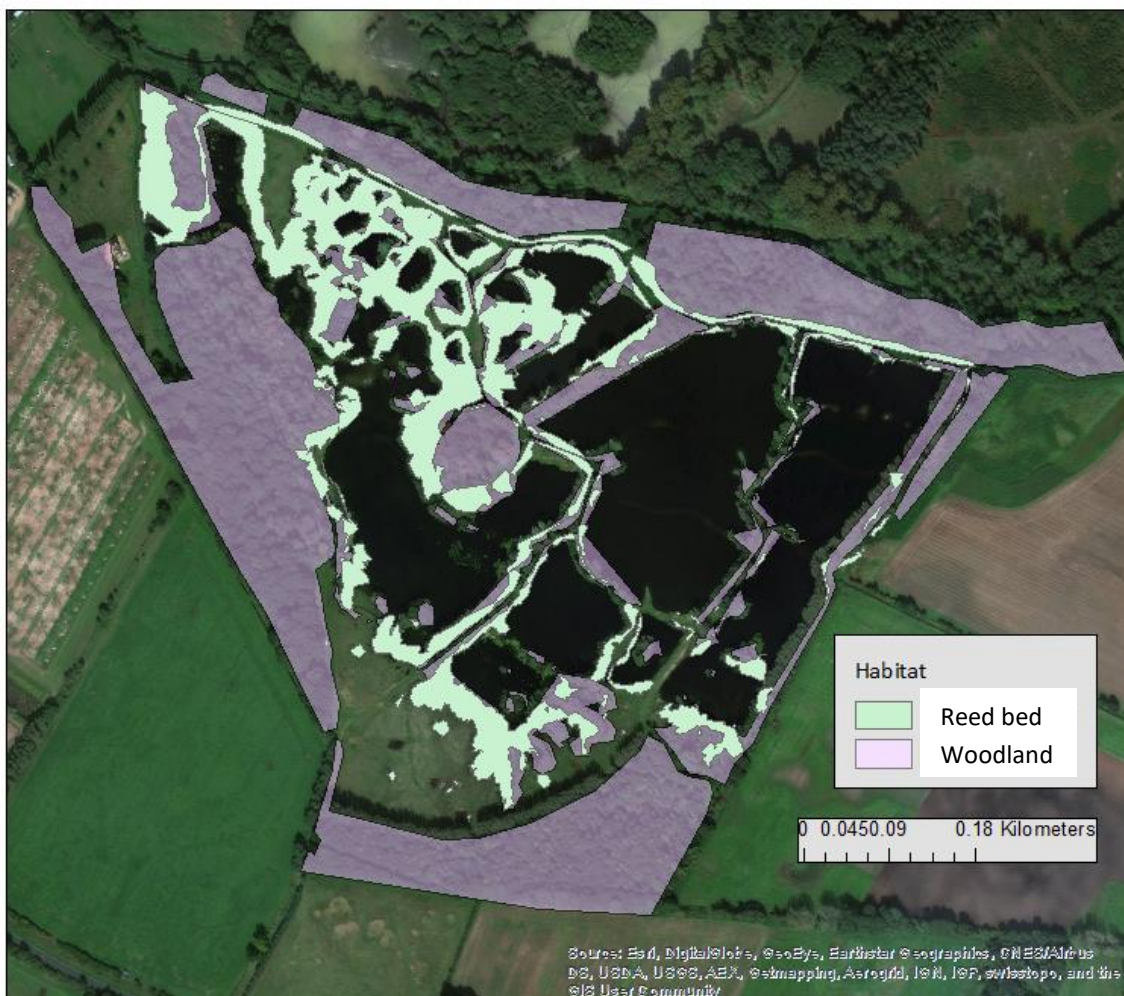 Habitat
Reed bed
Woodland
0 0.0450.09 0.18 Kilometers
Source: Esri, DigitalGlobe, GeoEye, Earthstar Geographics, CNES/Airbus
DS, USDA, USGS, AEX, Getmapping, Aerogrid, IGN, IGP, swisstopo, and the
GIS User Community